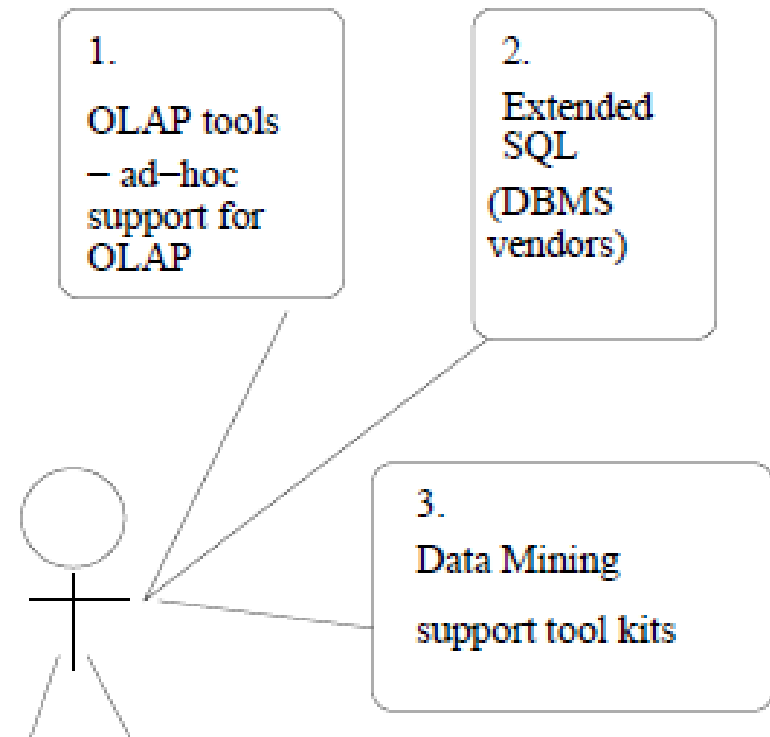 1.
OLAP tools
− ad−hoc
support for
OLAP
2.
Extended
SQL
(DBMS
vendors)
3.
Data Mining
support tool kits